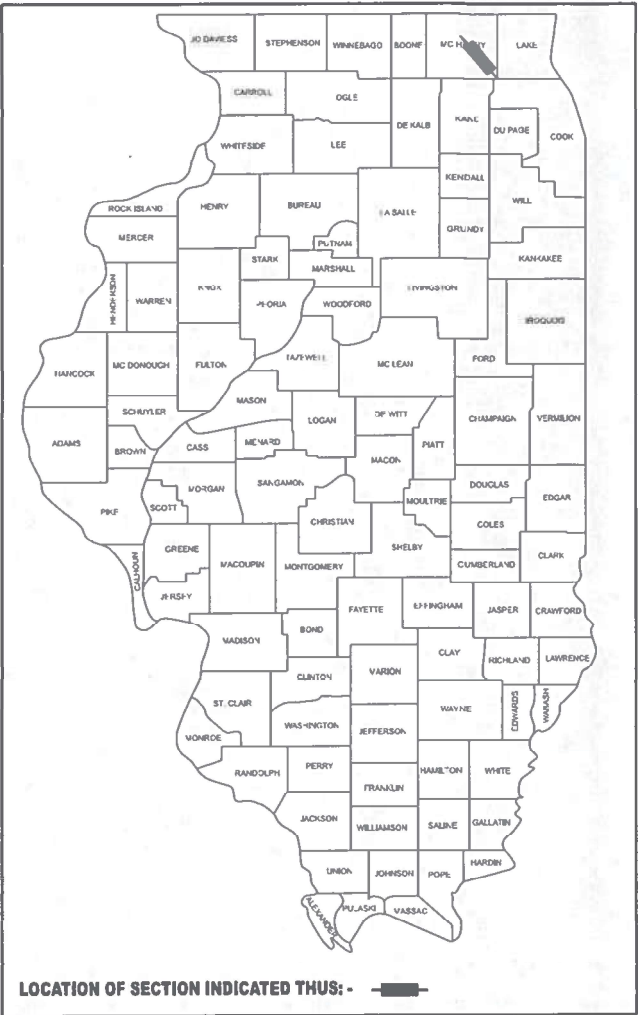 JO DAVIESS STEPHENSON WINNEBAGO BOONE MC HENRY LAKE
CARROLL OGLE DE KALB KANE DU PAGE COOK
WHITESIDE LEE
KENDALL WILL
ROCK ISLAND HENRY BUREAU LA SALLE GRUNDY
MERCER PUTNAM
STARK MARSHALL KANKAKEE
HENDERSON WARREN KNOX PEORIA WOODFORD LIVINGSTON IROQUOIS
HANCOCK MC DONOUGH FULTON TAZEWELL MC LEAN FORD
SCHUYLER MASON LOGAN DE WITT CHAMPAIGN VERMILION
ADAMS BROWN CASS MENARD MACON PIATT
PIKE SCOTT MORGAN SANGAMON MOULTRIE DOUGLAS EDGAR
CHRISTIAN COLES
CALHOUN GREENE MACOUPIN MONTGOMERY SHELBY CUMBERLAND CLARK
JERSEY FAYETTE EFFINGHAM JASPER CRAWFORD
MADISON BOND
CLINTON MARION CLAY RICHLAND LAWRENCE
ST. CLAIR WASHINGTON WAYNE EDWARDS WABASH
MONROE JEFFERSON
RANDOLPH PERRY FRANKLIN HAMILTON WHITE
JACKSON WILLIAMSON SALINE GALLATIN
UNION JOHNSON POPE HARDIN
ALEXANDER PULASKI MASSAC
LOCATION OF SECTION INDICATED THUS: -